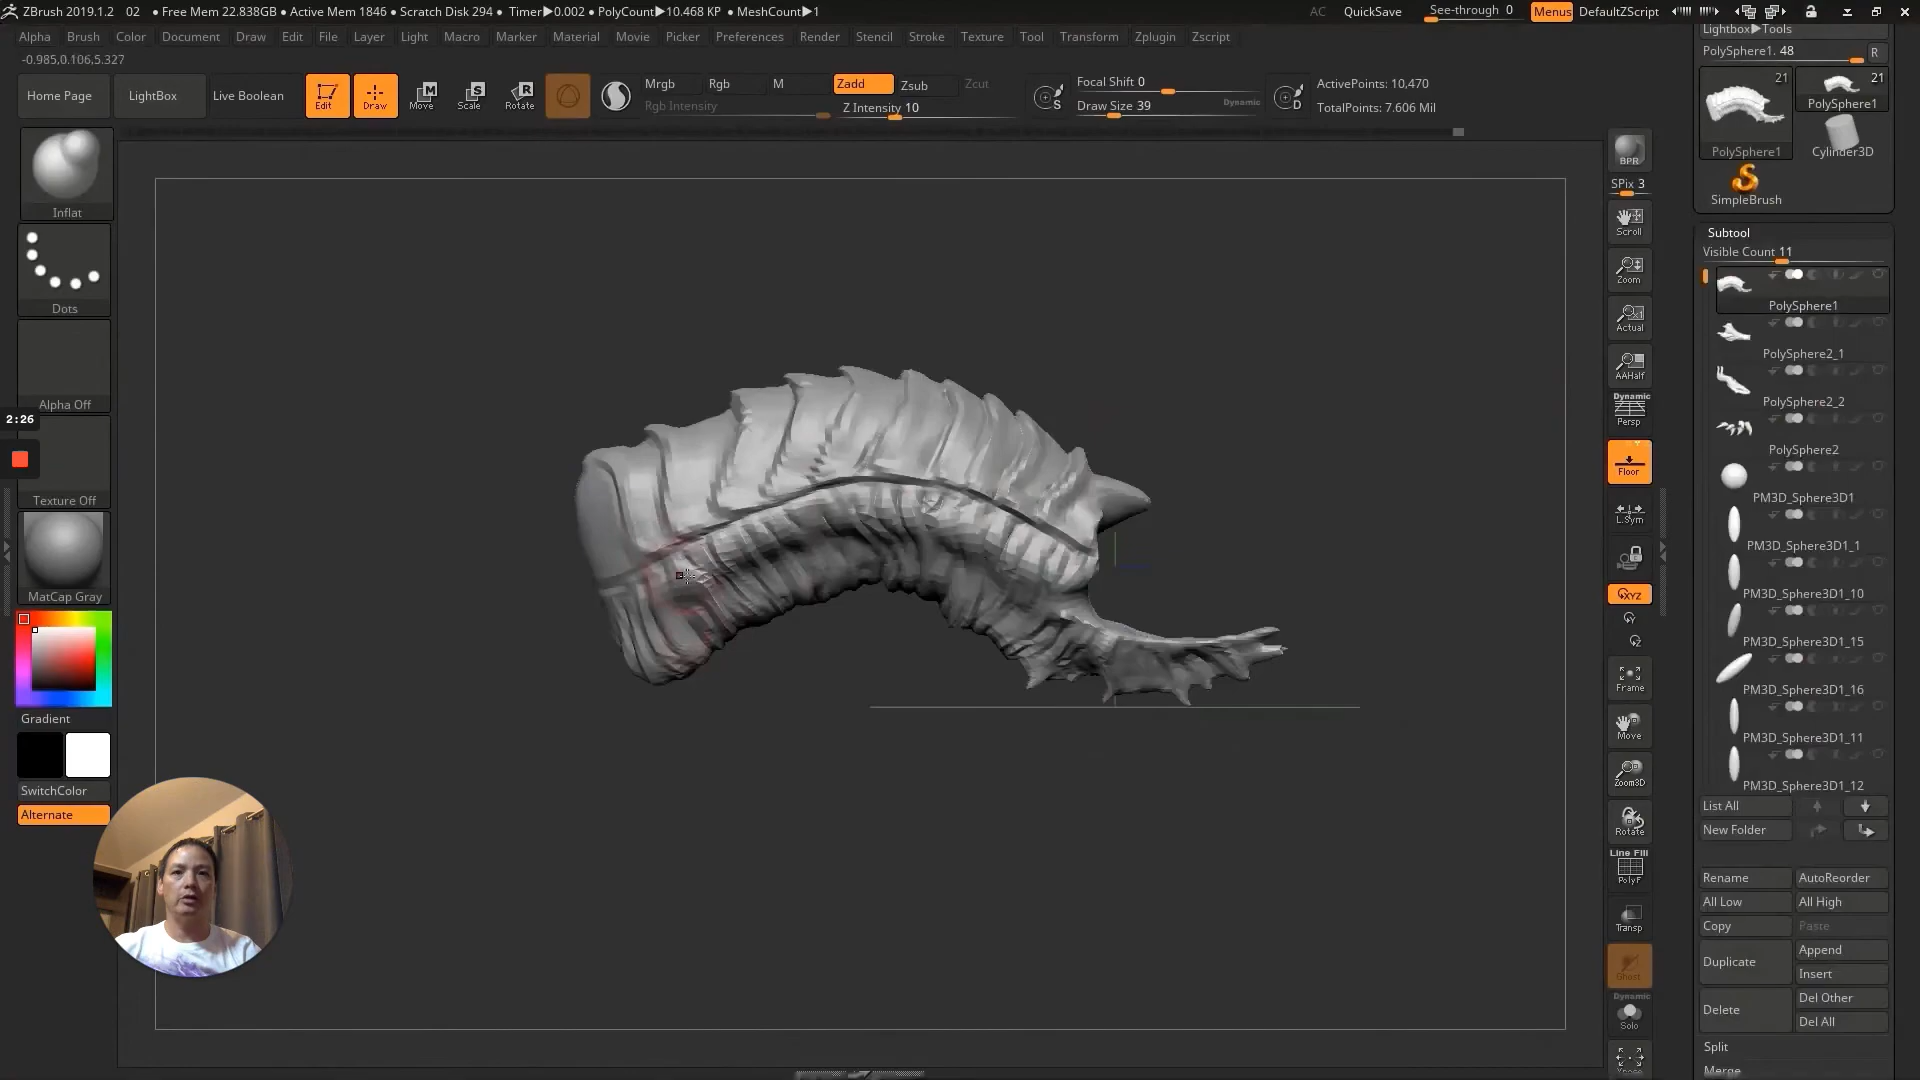 ZBrush 2019.1.2 02 • Free Mem 22.838GB • Active Mem 1846 • Scratch Disk 294 • Timer▶0.002 • PolyCount▶10.468 KP • MeshCount▶1
AC QuickSave See-through 0 Menus DefaultZScript
Alpha Brush Color Document Draw Edit File Layer Light Macro Marker Material Movie Picker Preferences Render Stencil Stroke Texture Tool Transform Zplugin Zscript
-0.985,0.106,5.327
Home Page LightBox Live Boolean Edit Draw Move Scale Rotate
Mrgb Rgb M Zadd Zsub Zcut
Rgb Intensity Z Intensity 10
S Focal Shift 0
Draw Size 39 Dynamic
D ActivePoints: 10,470
TotalPoints: 7.606 Mil
Inflat
Dots
Alpha Off
2:26
Texture Off
MatCap Gray
Gradient
SwitchColor
Alternate
BPR
SPix 3
Scroll
Zoom
Actual
AAHalf
Dynamic
Persp
Floor
L.Sym
XYZ
Y
Z
Frame
Move
Zoom3D
Rotate
Line Fill
PolyF
Transp
Ghost
Dynamic
Solo
Lightbox▶Tools
PolySphere1. 48 R
21 21
PolySphere1
PolySphere1 Cylinder3D
SimpleBrush
Subtool
Visible Count 11
PolySphere1
PolySphere2_1
PolySphere2_2
PolySphere2
PM3D_Sphere3D1
PM3D_Sphere3D1_1
PM3D_Sphere3D1_10
PM3D_Sphere3D1_15
PM3D_Sphere3D1_16
PM3D_Sphere3D1_11
PM3D_Sphere3D1_12
List All
New Folder
Rename AutoReorder
All Low All High
Copy Paste
Duplicate Append
Insert
Delete Del Other
Del All
Split
Merge